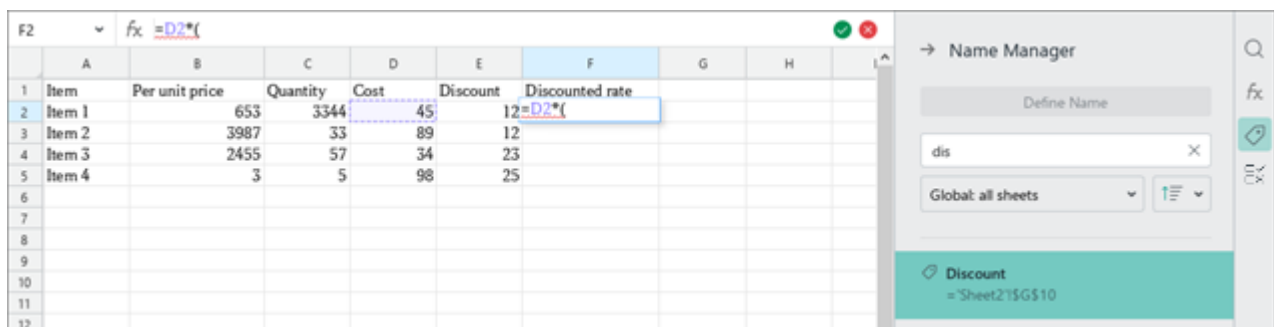 F2 fx =D2*(
A B C D E F G H
1 Item Per unit price Quantity Cost Discount Discounted rate
2 Item 1 653 3344 45 12 =D2*(
3 Item 2 3987 33 89 12
4 Item 3 2455 57 34 23
5 Item 4 3 5 98 25
6
7
8
9
10
11
12
→ Name Manager
Define Name
dis
Global: all sheets
Discount
='Sheet2'!$G$10
fx